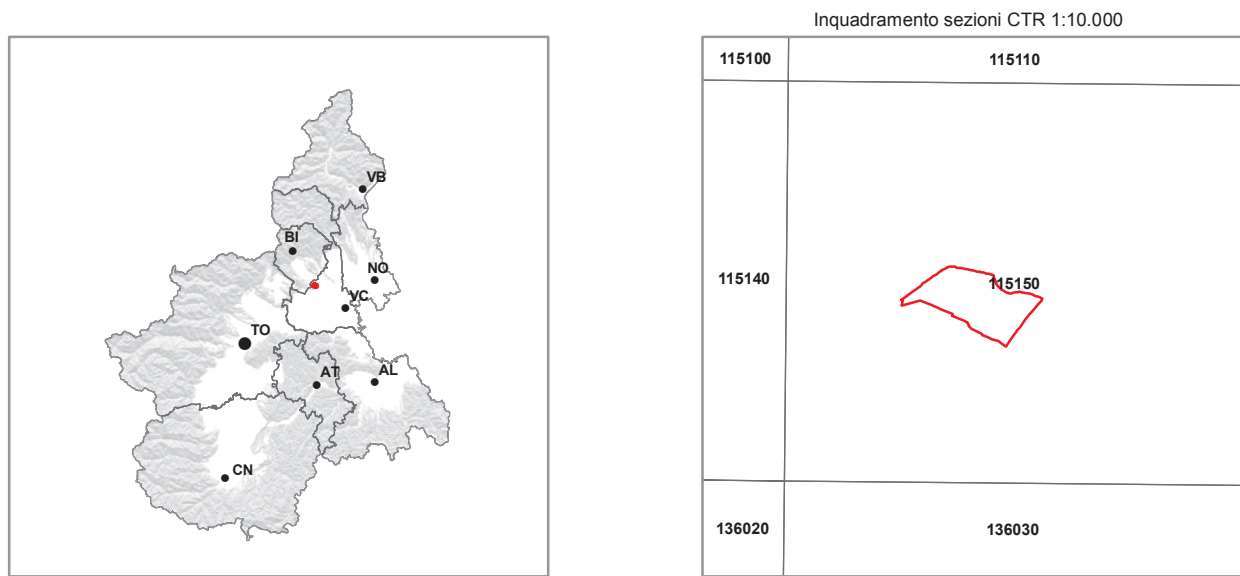 Inquadramento sezioni CTR 1:10.000
VB
BI
NO
VC
TO
AT
AL
CN
115100
115110
115140
115150
136020
136030